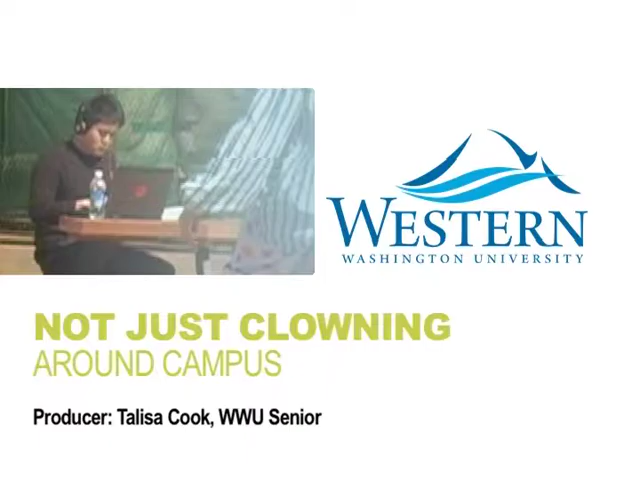 WESTERN
WASHINGTON UNIVERSITY
NOT JUST CLOWNING
AROUND CAMPUS
Producer: Talisa Cook, WWU Senior